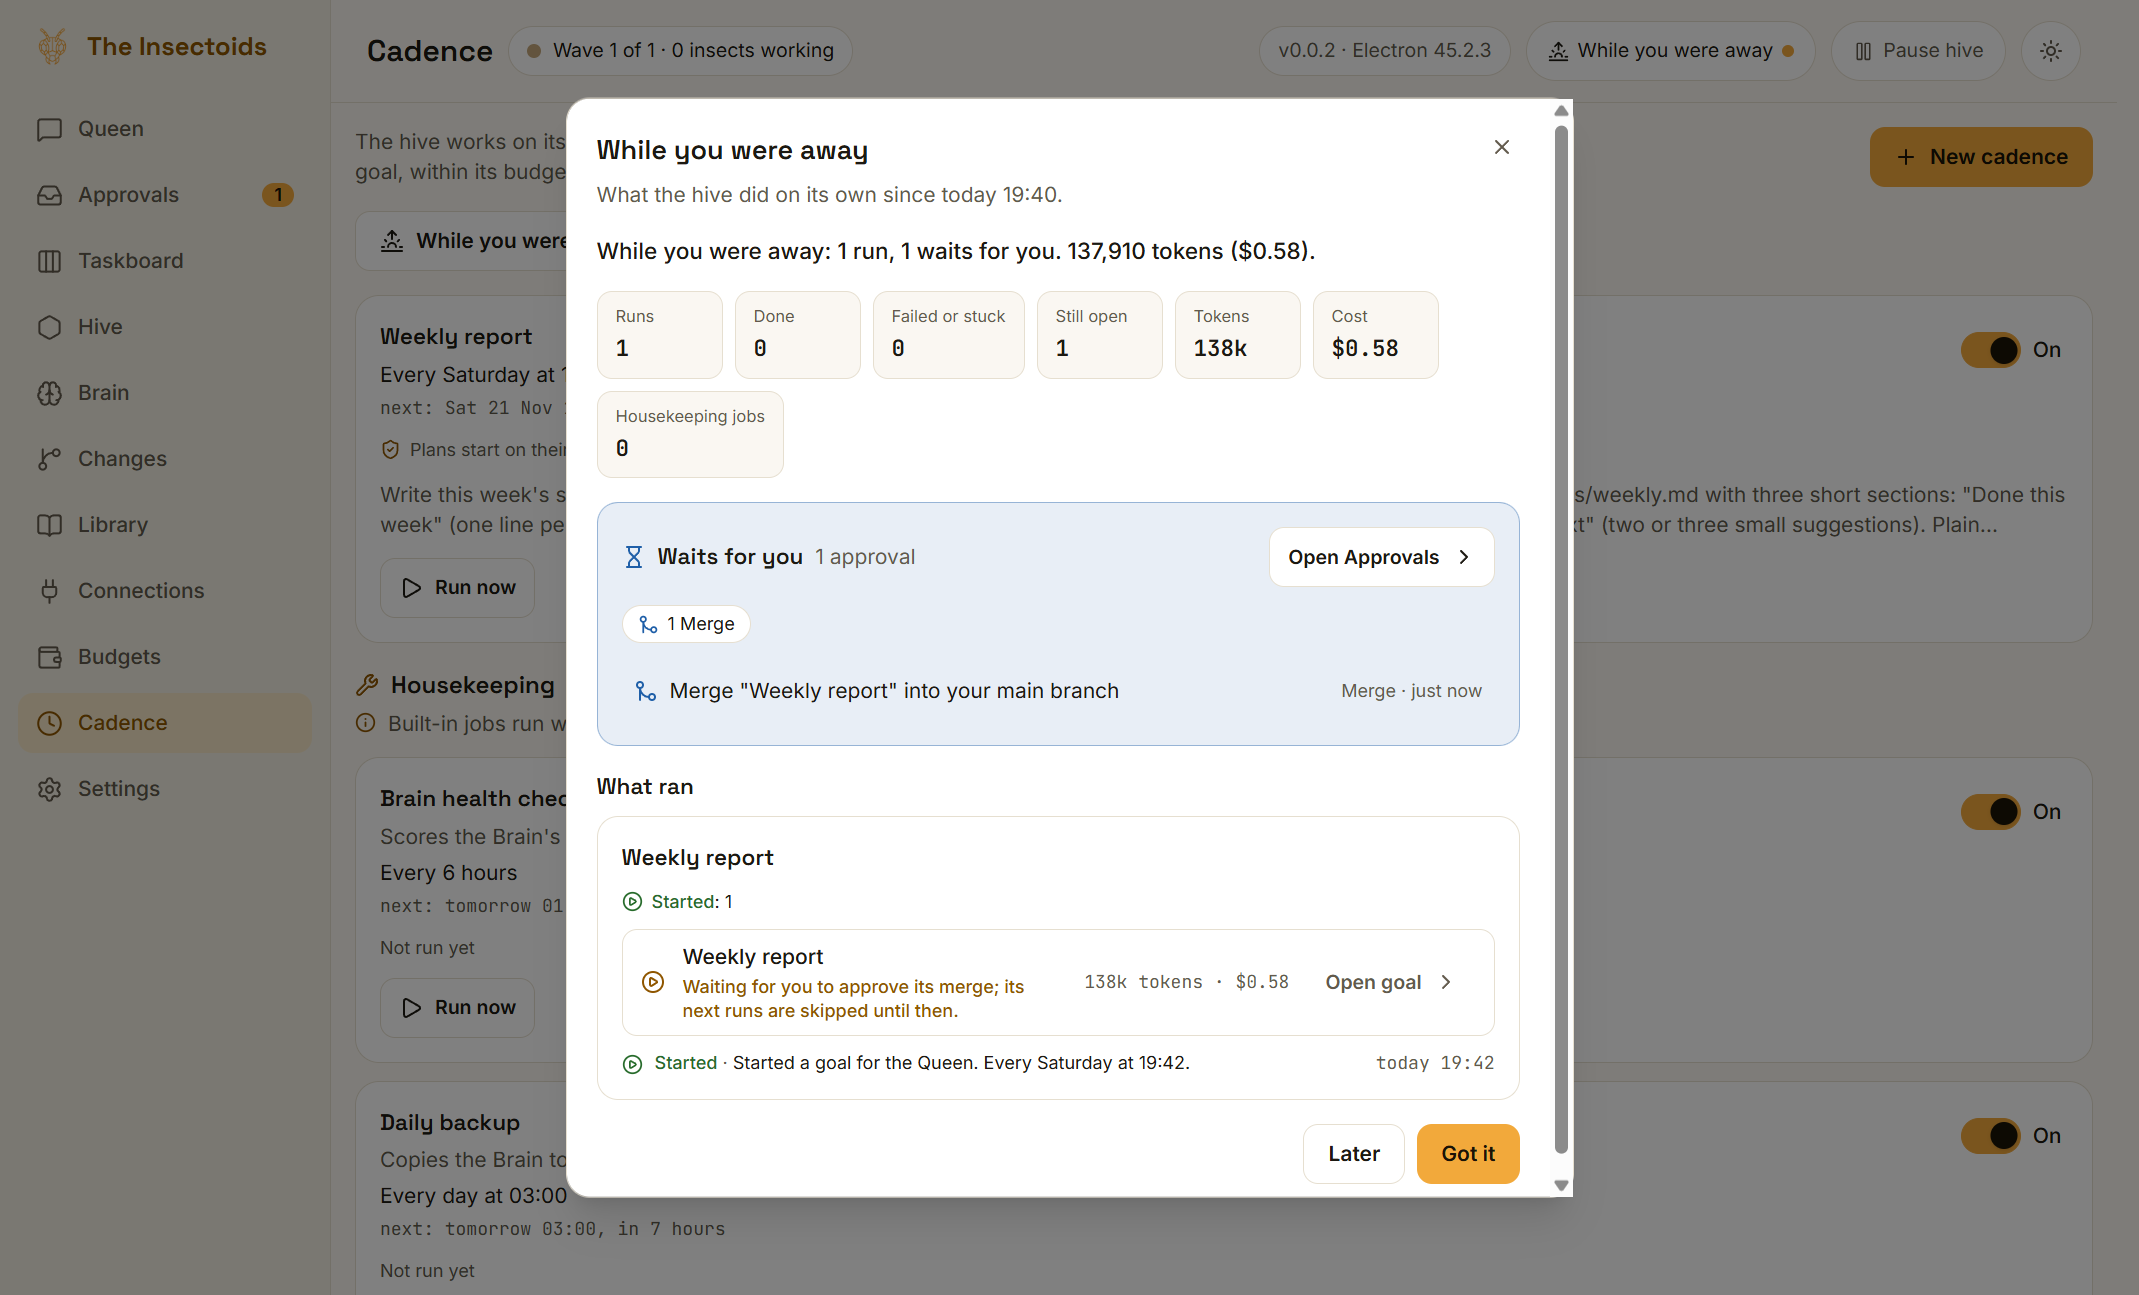 The Insectoids
Queen
Approvals 1
Taskboard
Hive
Brain
Changes
Library
Connections
Budgets
Cadence
Settings
Cadence
Wave 1 of 1 · 0 insects working
v0.0.2 · Electron 45.2.3
While you were away
Pause hive
The hive works on its
goal, within its budge
New cadence
While you were
Weekly report
Every Saturday at 1
next: Sat 21 Nov
Plans start on their
Write this week's s
week" (one line pe
s/weekly.md with three short sections: "Done this
xt" (two or three small suggestions). Plain...
On
Run now
Housekeeping
Built-in jobs run w
Brain health chec
Scores the Brain's
Every 6 hours
next: tomorrow 01
Not run yet
On
Run now
Daily backup
Copies the Brain to
Every day at 03:00
next: tomorrow 03:00, in 7 hours
Not run yet
On
While you were away
What the hive did on its own since today 19:40.
While you were away: 1 run, 1 waits for you. 137,910 tokens ($0.58).
Runs
1
Done
0
Failed or stuck
0
Still open
1
Tokens
138k
Cost
$0.58
Housekeeping jobs
0
Waits for you 1 approval
Open Approvals
1 Merge
Merge "Weekly report" into your main branch
Merge · just now
What ran
Weekly report
Started: 1
Weekly report
Waiting for you to approve its merge; its
next runs are skipped until then.
138k tokens · $0.58
Open goal
Started · Started a goal for the Queen. Every Saturday at 19:42.
today 19:42
Later
Got it